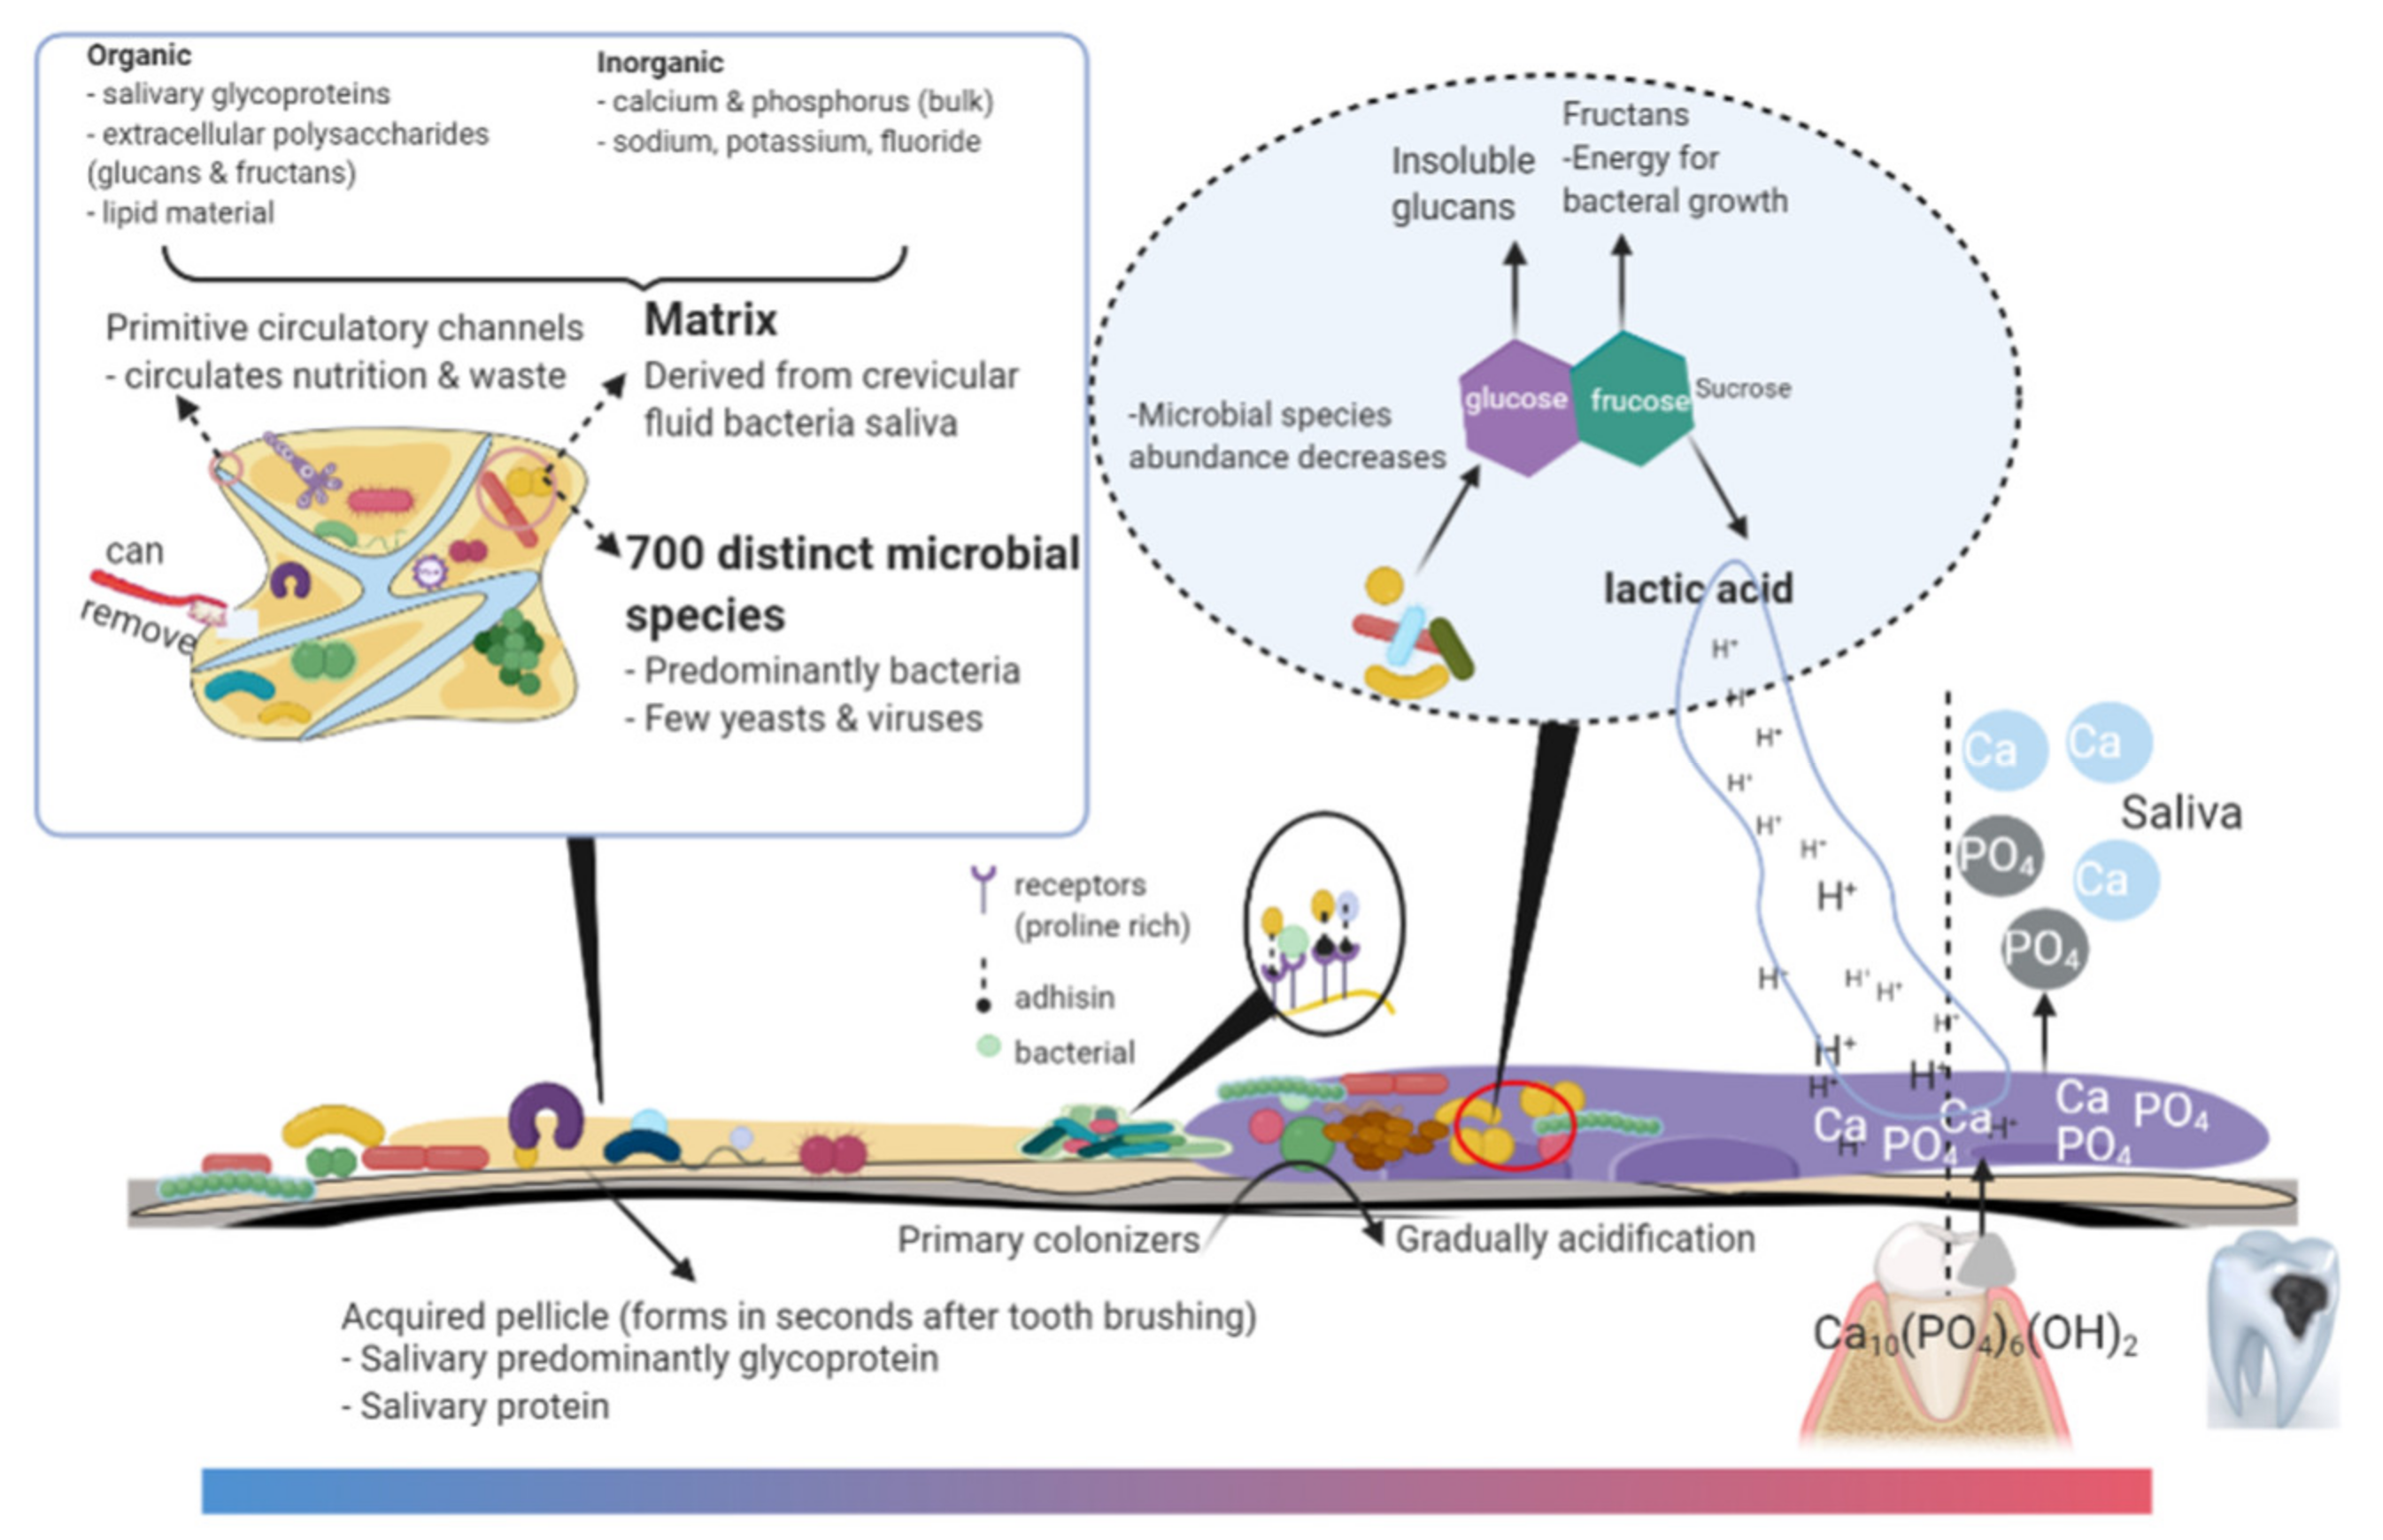 Organic
- salivary glycoproteins
- extracellular polysaccharides
(glucans & fructans)
- lipid material
Inorganic
- calcium & phosphorus (bulk)
- sodium, potassium, fluoride
Primitive circulatory channels
- circulates nutrition & waste
Matrix
Derived from crevicular
fluid bacteria saliva
can
remove
700 distinct microbial
species
- Predominantly bacteria
- Few yeasts & viruses
Insoluble
glucans
Fructans
-Energy for
bacteral growth
glucose
frucose
Sucrose
-Microbial species
abundance decreases
lactic acid
H⁺
H⁺
H⁺
H⁺
H⁺
H⁺
H⁺
H⁺
H⁺
H⁺
H⁺
H⁺
H⁺
H⁺
Ca
Ca
Saliva
PO₄
Ca
PO₄
receptors
(proline rich)
adhisin
bacterial
Ca
PO₄
Ca
H⁺
H⁺
Ca
PO₄
PO₄
Primary colonizers
Gradually acidification
Acquired pellicle (forms in seconds after tooth brushing)
- Salivary predominantly glycoprotein
- Salivary protein
Ca₁₀(PO₄)₆(OH)₂